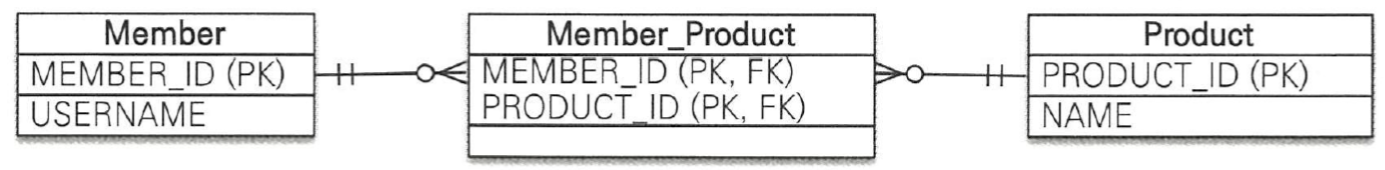 Member
MEMBER_ID (PK)
USERNAME
Member_Product
MEMBER_ID (PK, FK)
PRODUCT_ID (PK, FK)
Product
PRODUCT_ID (PK)
NAME